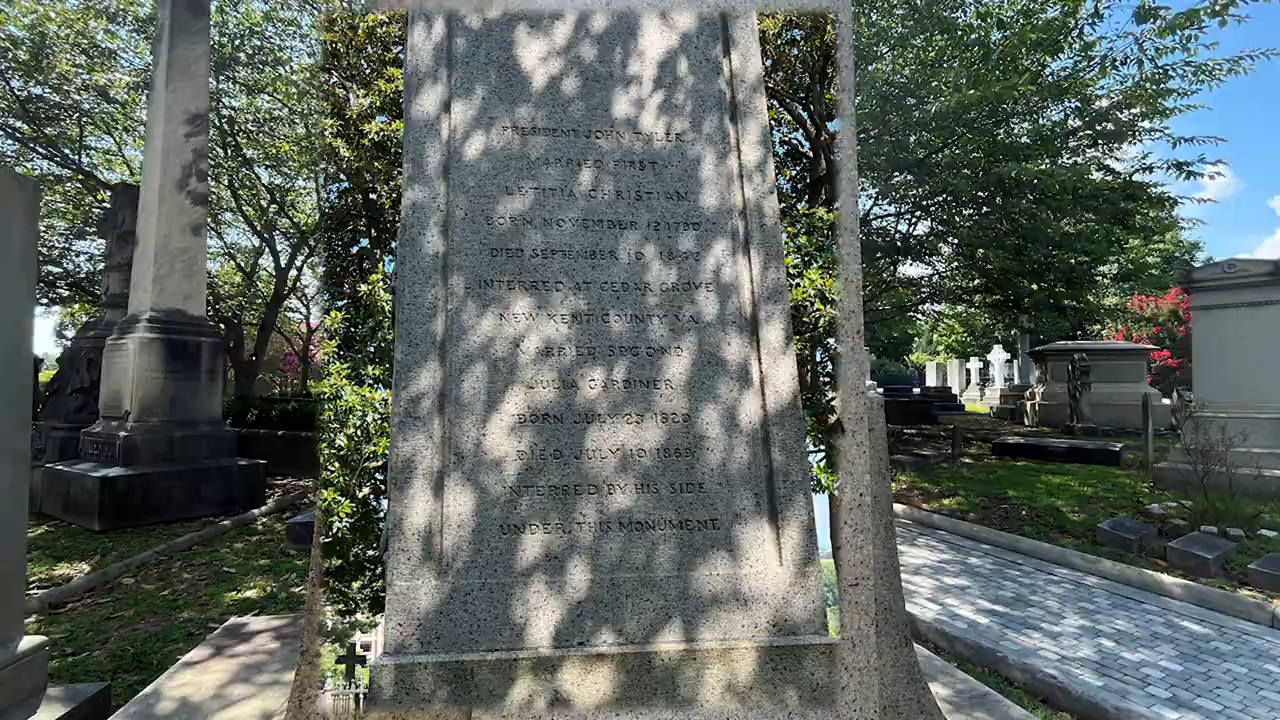 PRESIDENT JOHN TYLER
MARRIED FIRST
LETITIA CHRISTIAN
BORN NOVEMBER 12 1790
DIED SEPTEMBER 10 1842
INTERRED AT CEDAR GROVE
NEW KENT COUNTY VA.
MARRIED SECOND
JULIA GARDINER
BORN JULY 23 1820
DIED JULY 10 1889
INTERRED BY HIS SIDE
UNDER THIS MONUMENT.